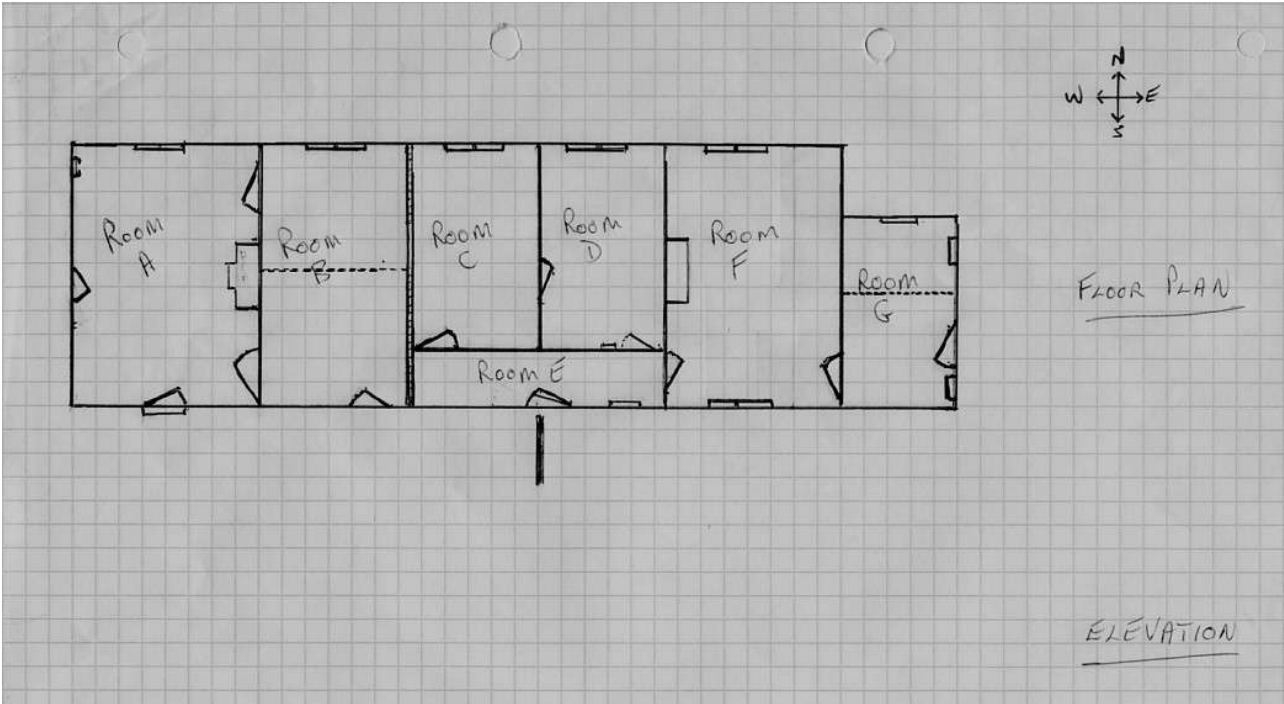 N
W E
S
ROOM
A
ROOM
B
ROOM
C
ROOM
D
ROOM E
ROOM
F
ROOM
G
FLOOR PLAN
ELEVATION